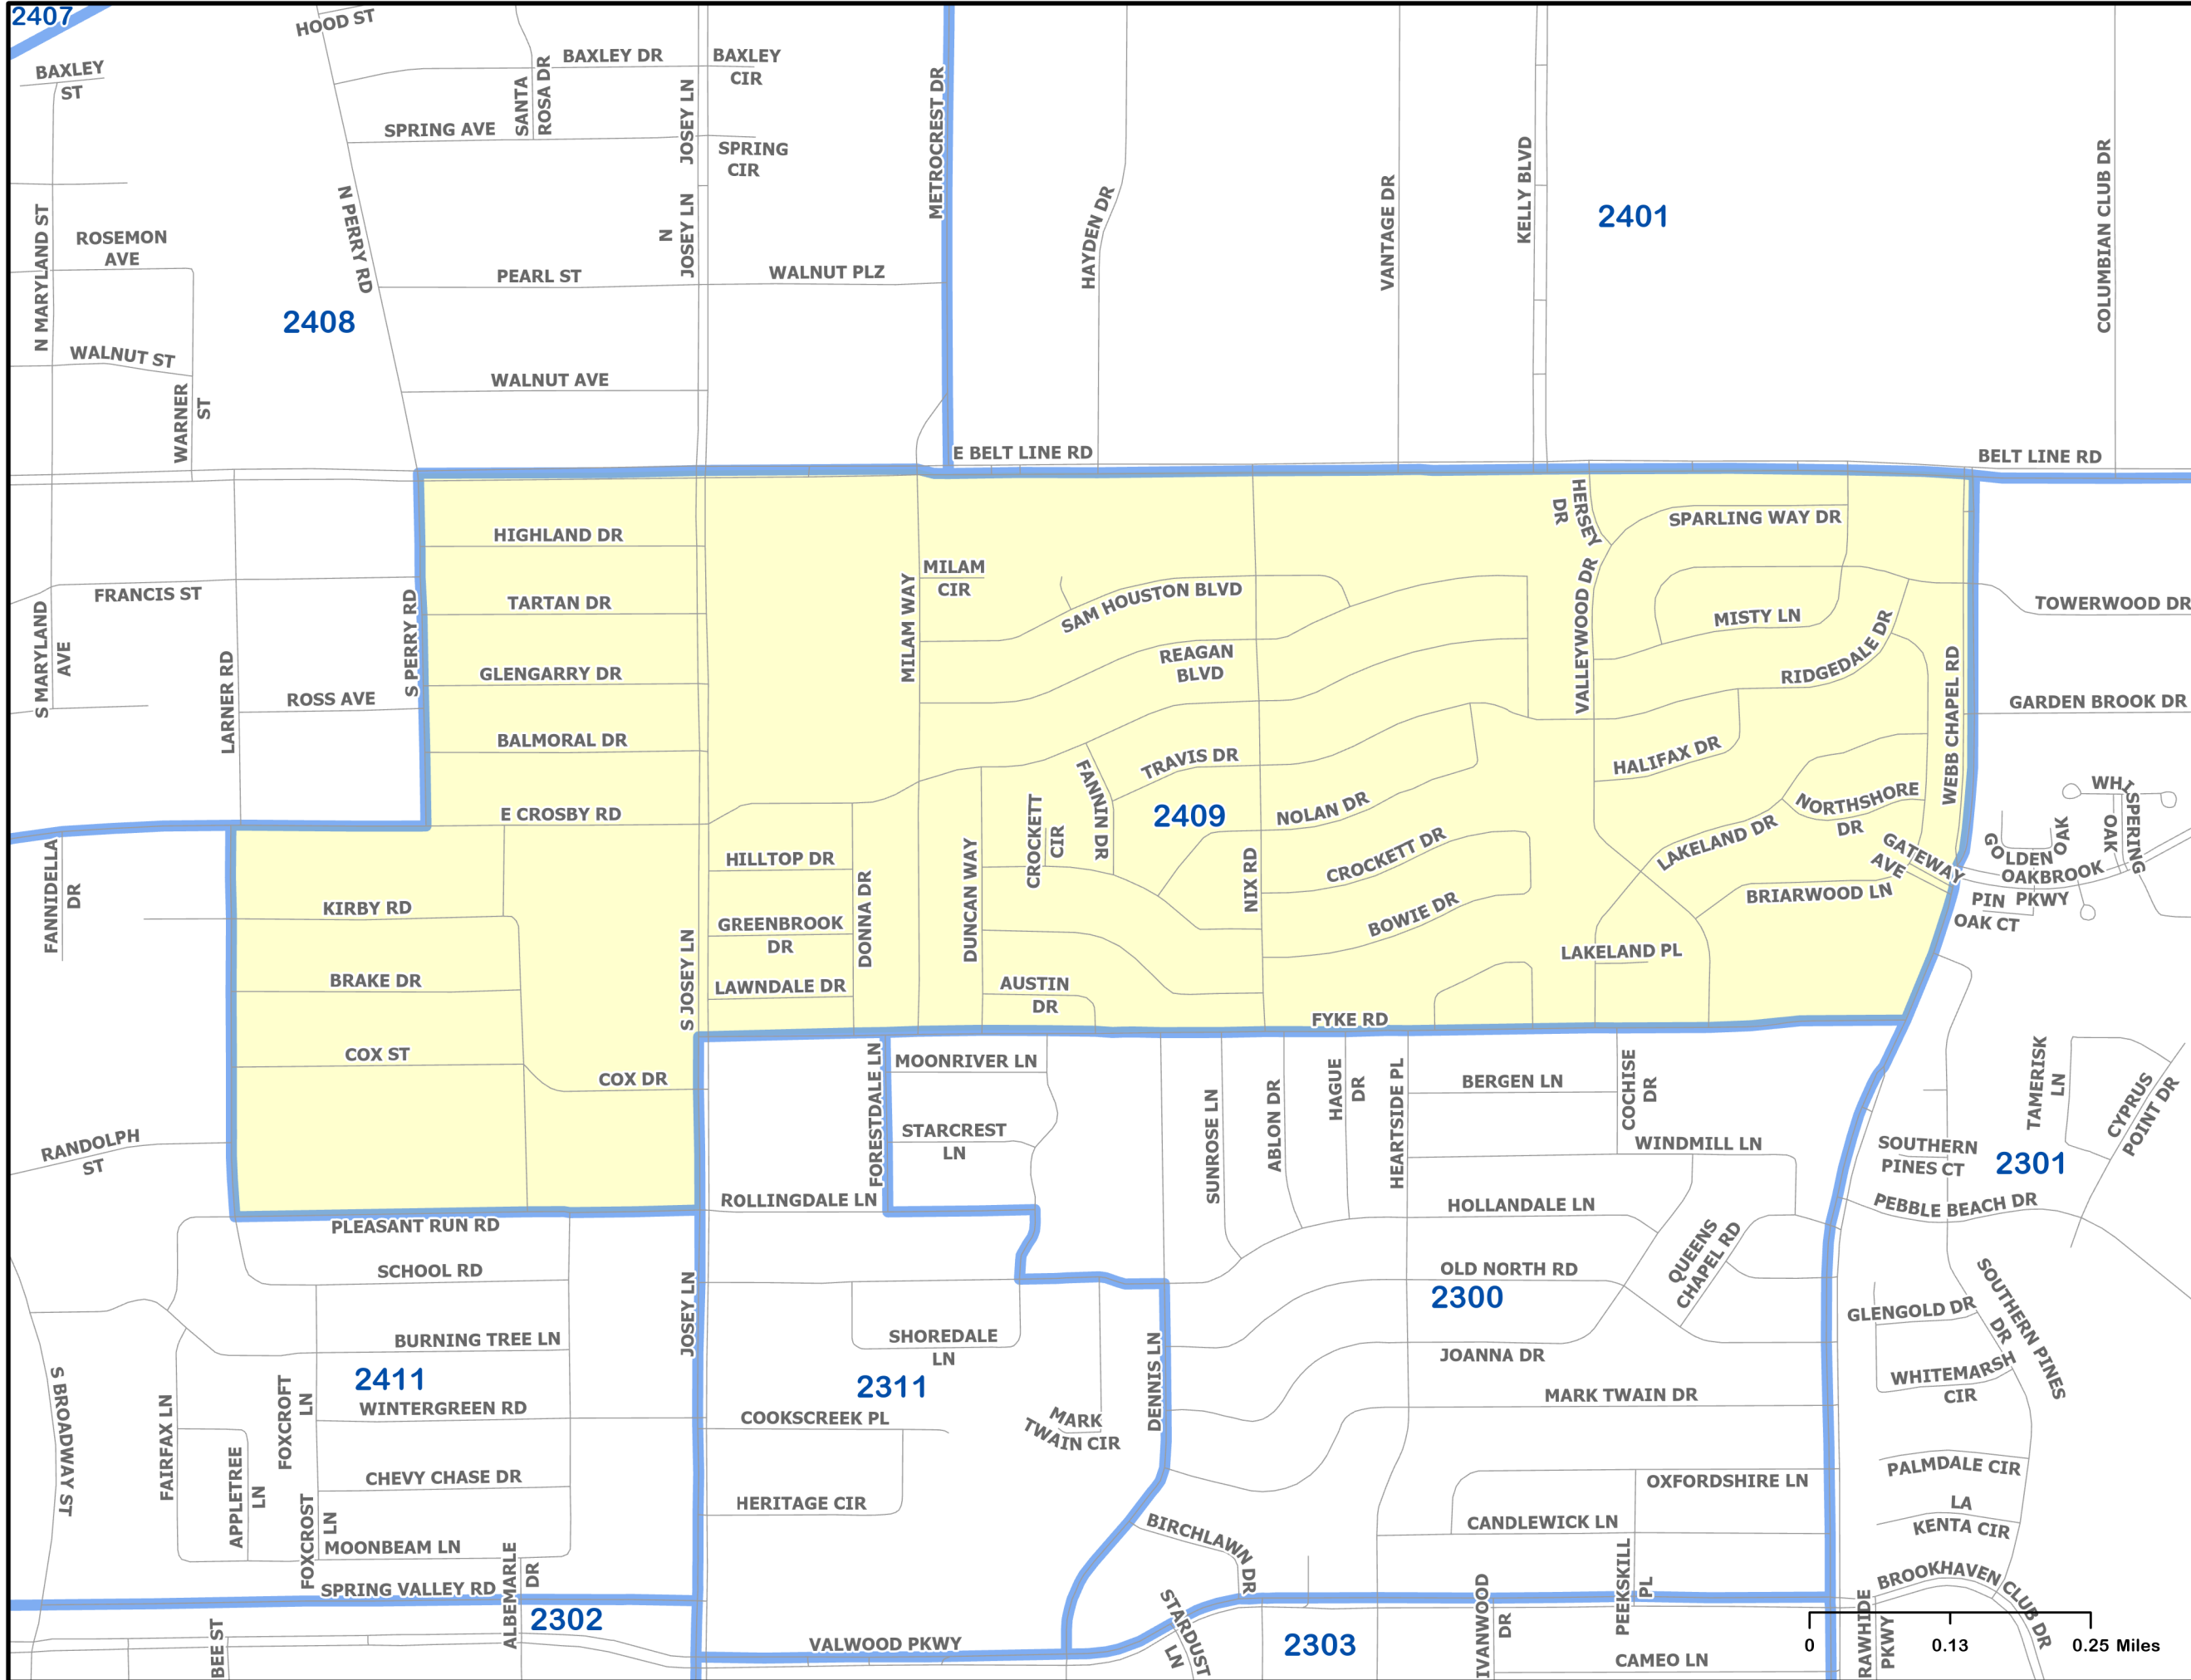 2407
HOOD ST
BAXLEY
ST
SANTA
ROSA DR
BAXLEY DR
BAXLEY
CIR
JOSEY LN
SPRING AVE
SPRING
CIR
METROCREST DR
N PERRY RD
N
JOSEY LN
N MARYLAND ST
ROSEMON
AVE
PEARL ST
WALNUT PLZ
HAYDEN DR
VANTAGE DR
KELLY BLVD
2401
COLUMBIAN CLUB DR
2408
WALNUT ST
WARNER
ST
WALNUT AVE
E BELT LINE RD
BELT LINE RD
HIGHLAND DR
HERSEY
DR
SPARLING WAY DR
FRANCIS ST
S MARYLAND
AVE
LARNER RD
ROSS AVE
S PERRY RD
TARTAN DR
GLENGARRY DR
BALMORAL DR
E CROSBY RD
MILAM WAY
MILAM
CIR
SAM HOUSTON BLVD
REAGAN
BLVD
VALLEYWOOD DR
MISTY LN
RIDGEDALE DR
WEBB CHAPEL RD
TOWERWOOD DR
GARDEN BROOK DR
TRAVIS DR
FANNIN DR
2409
NOLAN DR
HALIFAX DR
NORTHSHORE
DR
LAKELAND DR
GATEWAY
AVE
WHISPERING
OAK
GOLDEN
OAK
OAKBROOK
PKWY
PIN
OAK CT
FANNIDELLA
DR
HILLTOP DR
CROCKETT
CIR
CROCKETT DR
NIX RD
BOWIE DR
BRIARWOOD LN
KIRBY RD
GREENBROOK
DR
DONNA DR
DUNCAN WAY
LAKELAND PL
S JOSEY LN
BRAKE DR
LAWNDALE DR
AUSTIN
DR
FYKE RD
COX ST
COX DR
FORESTDALE LN
MOONRIVER LN
STARCREST
LN
SUNROSE LN
ABLON DR
HAGUE
DR
HEARTSIDE PL
BERGEN LN
COCHISE
DR
WINDMILL LN
TAMERISK
LN
CYPRUS
POINT DR
SOUTHERN
PINES CT
2301
RANDOLPH
ST
ROLLINGDALE LN
HOLLANDALE LN
PEBBLE BEACH DR
PLEASANT RUN RD
SCHOOL RD
QUEENS
CHAPEL RD
OLD NORTH RD
2300
GLENGOLD DR
SOUTHERN PINES
DR
JOSEY LN
BURNING TREE LN
SHOREDALE
LN
DENNIS LN
JOANNA DR
WHITEMARSH
CIR
2411
2311
S BROADWAY ST
FAIRFAX LN
FOXCROFT
LN
WINTERGREEN RD
COOKSCREEK PL
MARK
TWAIN CIR
MARK TWAIN DR
APPLETREE
LN
CHEVY CHASE DR
PALMDALE CIR
OXFORDSHIRE LN
FOXCROST
LN
HERITAGE CIR
LA
KENTA CIR
BIRCHLAWN DR
CANDLEWICK LN
MOONBEAM LN
ALBEMARLE
DR
PEEKSKILL
PL
SPRING VALLEY RD
BROOKHAVEN CLUB DR
2302
BEE ST
VALWOOD PKWY
STARDUST
LN
2303
IVANWOOD
DR
RAWHIDE
PKWY
CAMEO LN
0 0.13 0.25 Miles